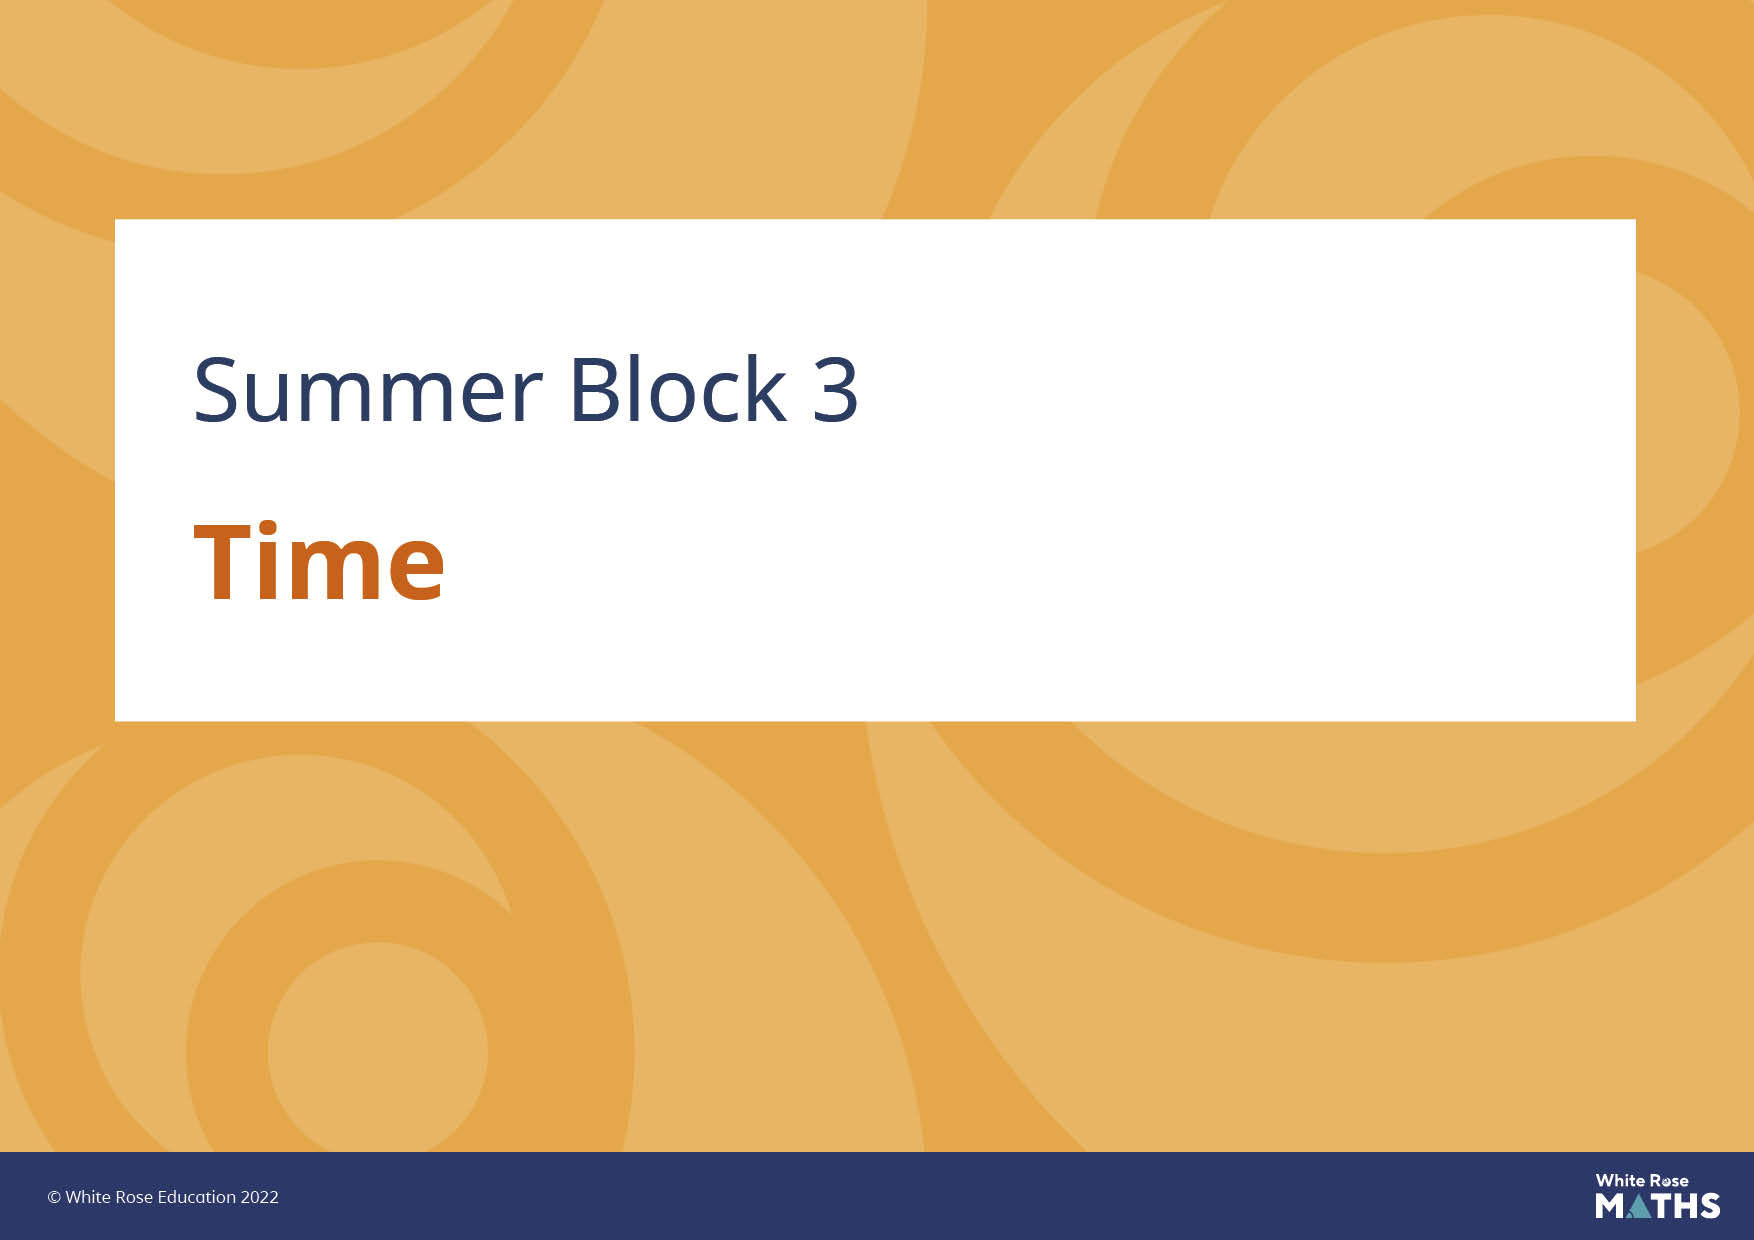 Summer Block 3
Time
© White Rose Education 2022
White Rose
MATHS